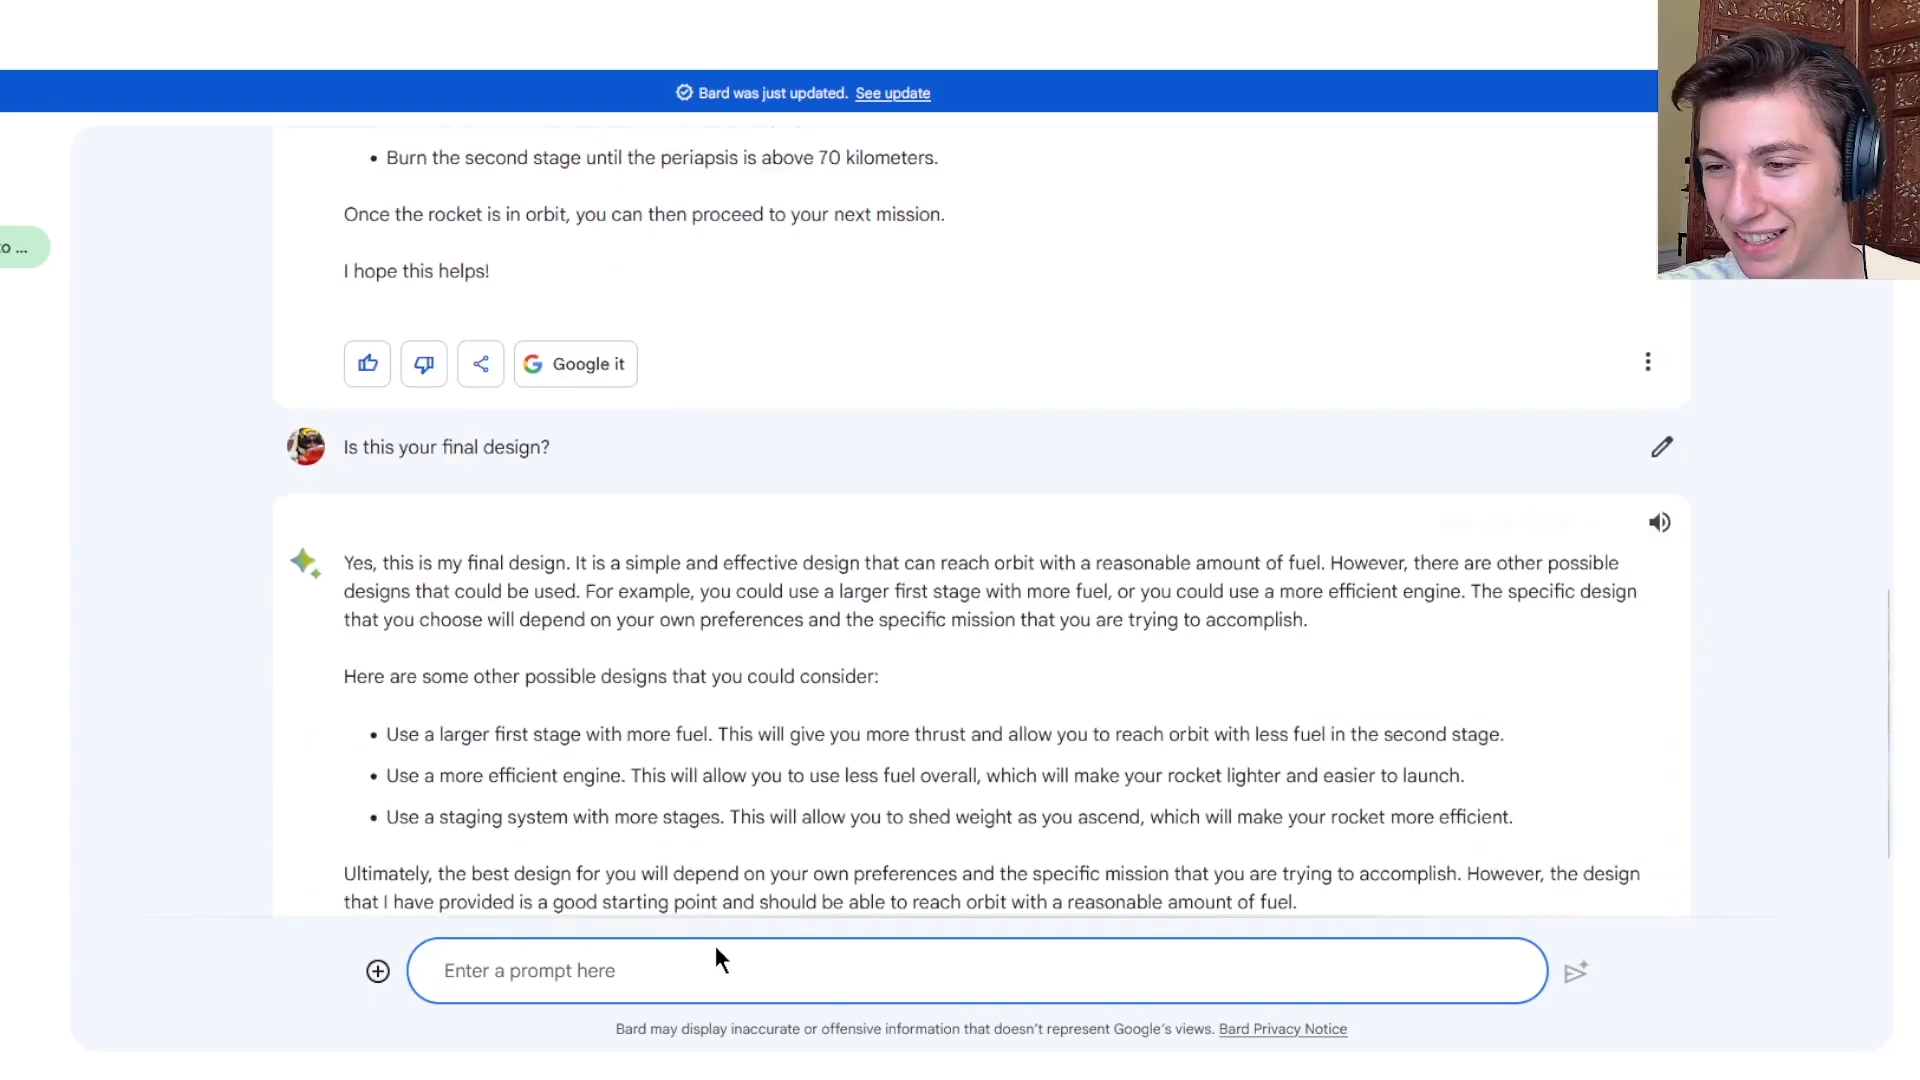 Bard was just updated. See update
• Burn the second stage until the periapsis is above 70 kilometers.
Once the rocket is in orbit, you can then proceed to your next mission.
to ...
I hope this helps!
Google it
Is this your final design?
Yes, this is my final design. It is a simple and effective design that can reach orbit with a reasonable amount of fuel. However, there are other possible
designs that could be used. For example, you could use a larger first stage with more fuel, or you could use a more efficient engine. The specific design
that you choose will depend on your own preferences and the specific mission that you are trying to accomplish.
Here are some other possible designs that you could consider:
• Use a larger first stage with more fuel. This will give you more thrust and allow you to reach orbit with less fuel in the second stage.
• Use a more efficient engine. This will allow you to use less fuel overall, which will make your rocket lighter and easier to launch.
• Use a staging system with more stages. This will allow you to shed weight as you ascend, which will make your rocket more efficient.
Ultimately, the best design for you will depend on your own preferences and the specific mission that you are trying to accomplish. However, the design
that I have provided is a good starting point and should be able to reach orbit with a reasonable amount of fuel.
Enter a prompt here
Bard may display inaccurate or offensive information that doesn't represent Google's views. Bard Privacy Notice